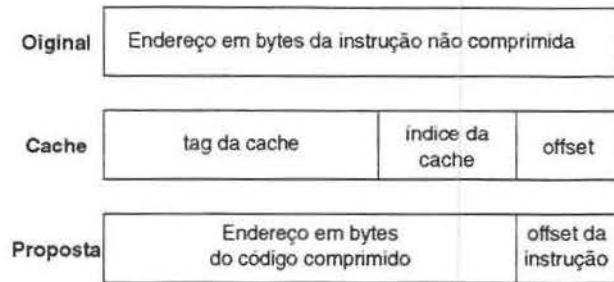 Oiginal
Endereço em bytes da instrução não comprimida
Cache
tag da cache
índice da
cache
offset
Proposta
Endereço em bytes
do código comprimido
offset da
instrução